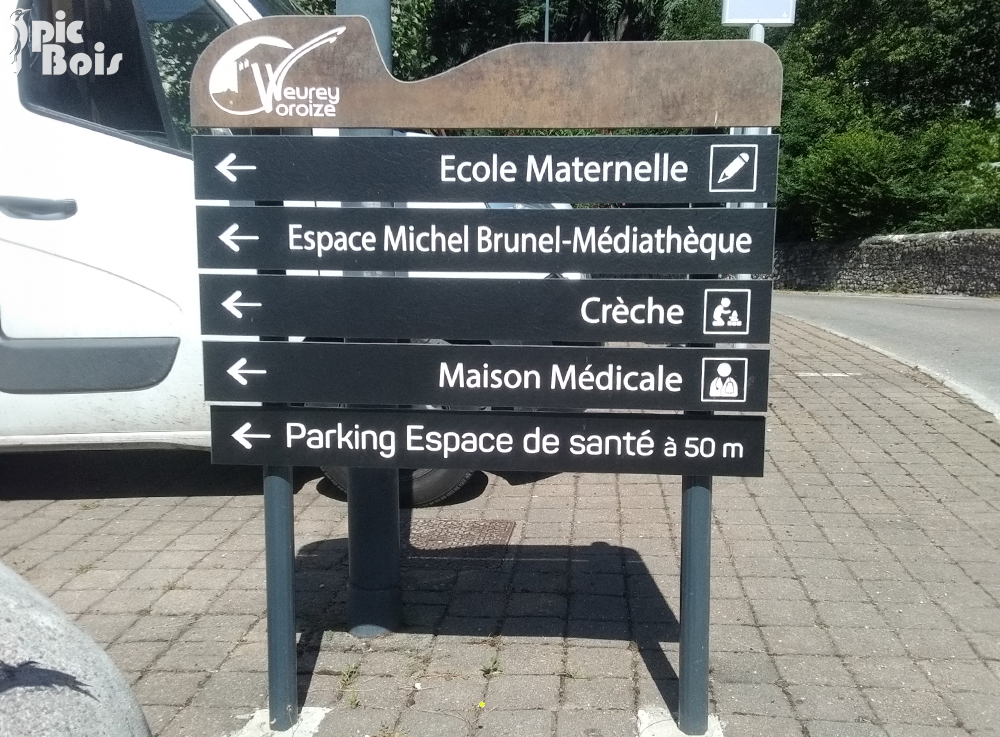 pic
Bois
Veurey
Voroize
Ecole Maternelle
Espace Michel Brunel-Médiathèque
Crèche
Maison Médicale
Parking Espace de santé à 50 m